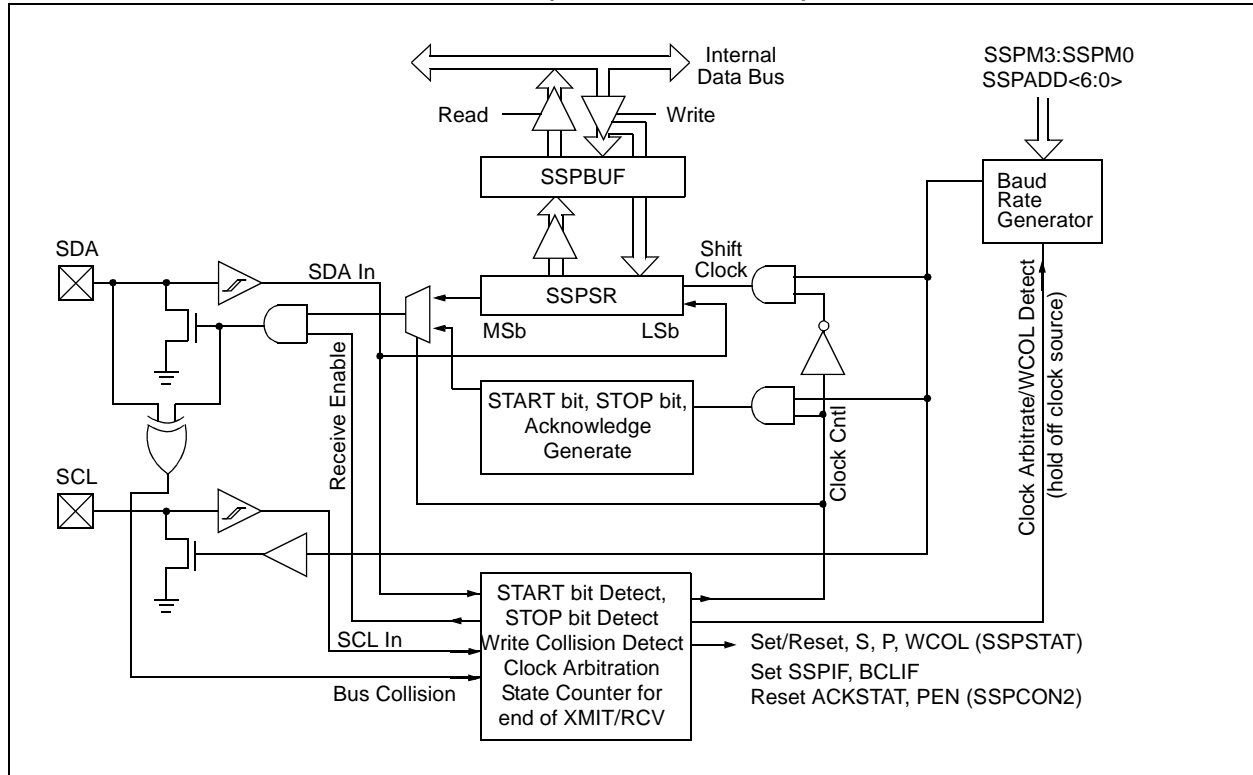 Internal
Data Bus
SSPM3:SSPM0
SSPADD<6:0>
Read
Write
SSPBUF
Baud
Rate
Generator
SDA
SDA In
Shift
Clock
SSPSR
MSb
LSb
Receive Enable
START bit, STOP bit,
Acknowledge
Generate
Clock Cntl
Clock Arbitrate/WCOL Detect
(hold off clock source)
SCL
SCL In
Bus Collision
START bit Detect,
STOP bit Detect
Write Collision Detect
Clock Arbitration
State Counter for
end of XMIT/RCV
Set/Reset, S, P, WCOL (SSPSTAT)
Set SSPIF, BCLIF
Reset ACKSTAT, PEN (SSPCON2)